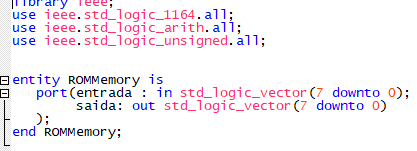 library ieee;
use ieee.std_logic_1164.all;
use ieee.std_logic_arith.all;
use ieee.std_logic_unsigned.all;
entity ROMMemory is
port(entrada : in std_logic_vector(7 downto 0)
saida: out std_logic_vector(7 downto 0)
);
end ROMMemory;